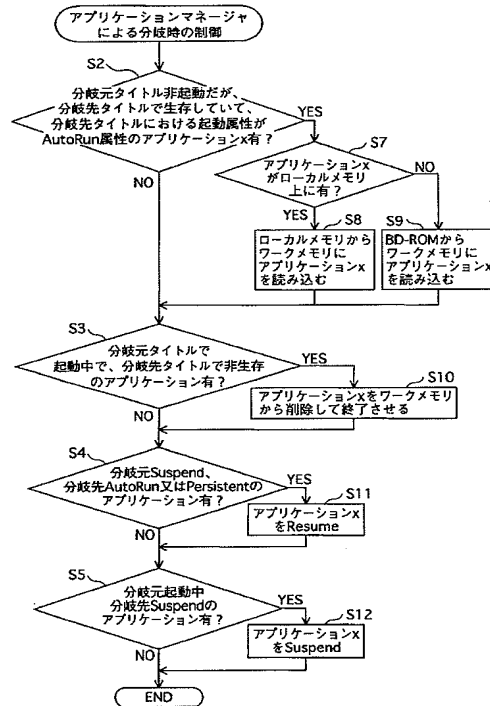 アプリケーションマネージャ
による分岐時の制御
S2
分岐元タイトル非起動だが、
分岐先タイトルで生存していて、
分岐先タイトルにおける起動属性が
AutoRun属性のアプリケーションx有？
YES
NO
S7
アプリケーションx
がローカルメモリ
上に有？
NO
YES
S8
ローカルメモリから
ワークメモリに
アプリケーションx
を読み込む
S9
BD-ROMから
ワークメモリに
アプリケーションx
を読み込む
S3
分岐元タイトルで
起動中で、分岐先タイトルで非生存
のアプリケーション有？
YES
NO
S10
アプリケーションxをワークメモリ
から削除して終了させる
S4
分岐元Suspend、
分岐先AutoRun又はPersistentの
アプリケーション有？
YES
NO
S11
アプリケーションx
をResume
S5
分岐元起動中
分岐先Suspendの
アプリケーション有？
YES
NO
S12
アプリケーションx
をSuspend
END